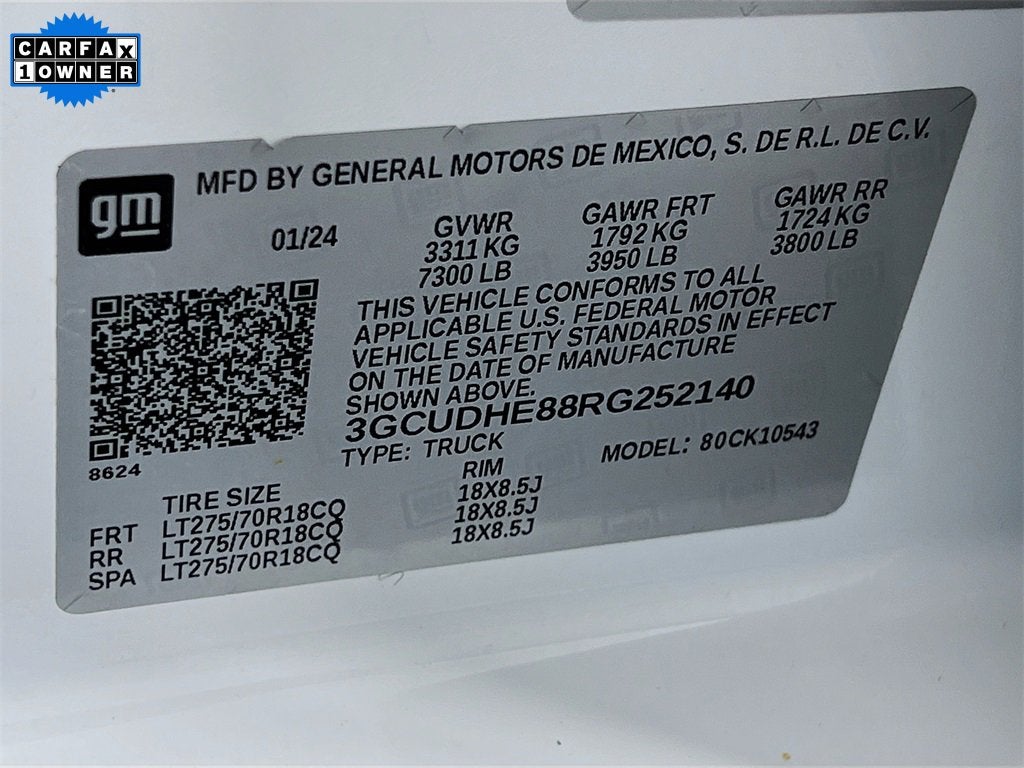 CARFAX
1 OWNER
gm
MFD BY GENERAL MOTORS DE MEXICO, S. DE R.L. DE C.V.
01/24 GVWR GAWR FRT GAWR RR
3311 KG 1792 KG 1724 KG
7300 LB 3950 LB 3800 LB
THIS VEHICLE CONFORMS TO ALL
APPLICABLE U.S. FEDERAL MOTOR
VEHICLE SAFETY STANDARDS IN EFFECT
ON THE DATE OF MANUFACTURE
SHOWN ABOVE.
3GCUDHE88RG252140
TYPE: TRUCK MODEL: 80CK10543
8624
TIRE SIZE RIM
FRT LT275/70R18CQ 18X8.5J
RR LT275/70R18CQ 18X8.5J
SPA LT275/70R18CQ 18X8.5J